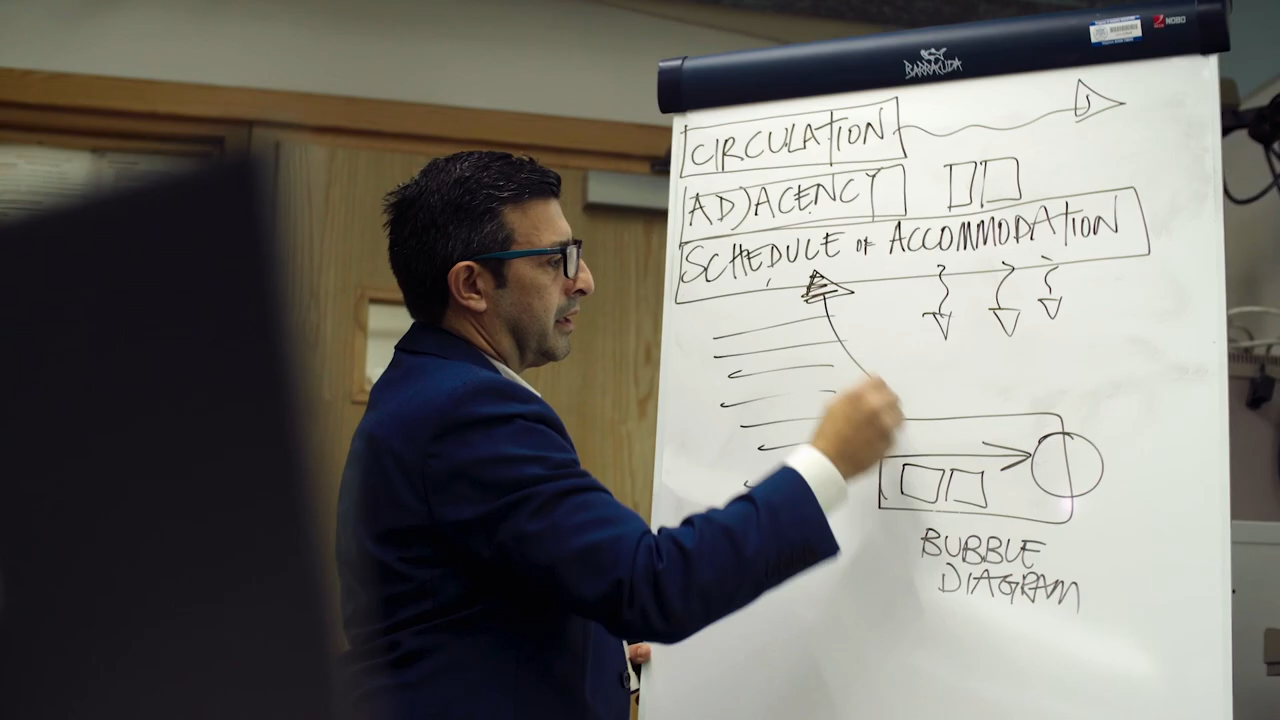 NOBO
BARRACUDA
CIRCULATION
ADJACENCY
SCHEDULE OF ACCOMMODATION
BUBBLE
DIAGRAM